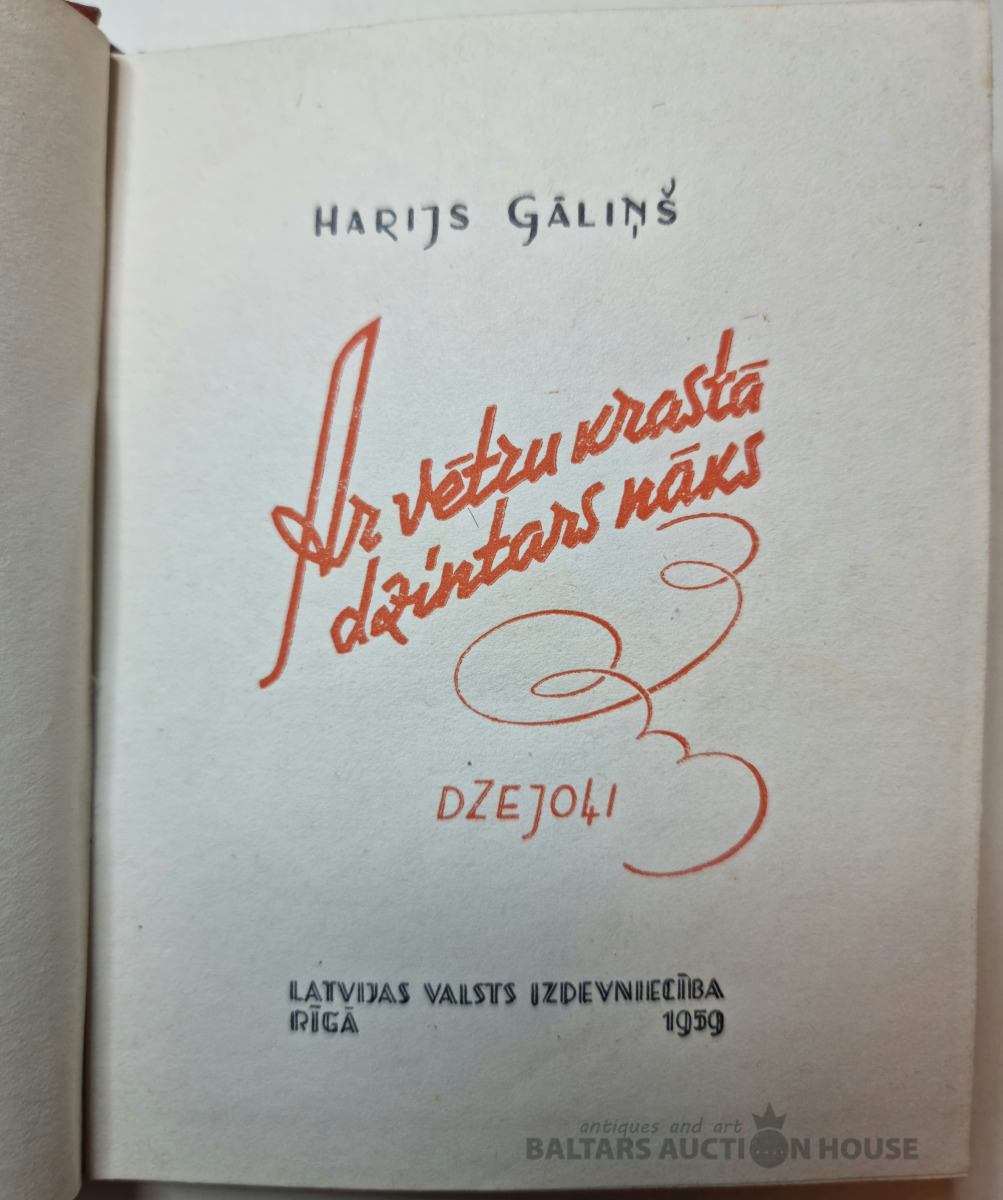 HARIJS GĀLIŅŠ
Ar vētru krastā
dzintars nāks
DZEJOĻI
LATVIJAS VALSTS IZDEVNIECĪBA
RĪGĀ 1959
antiques and art
BALTARS AUCTION HOUSE